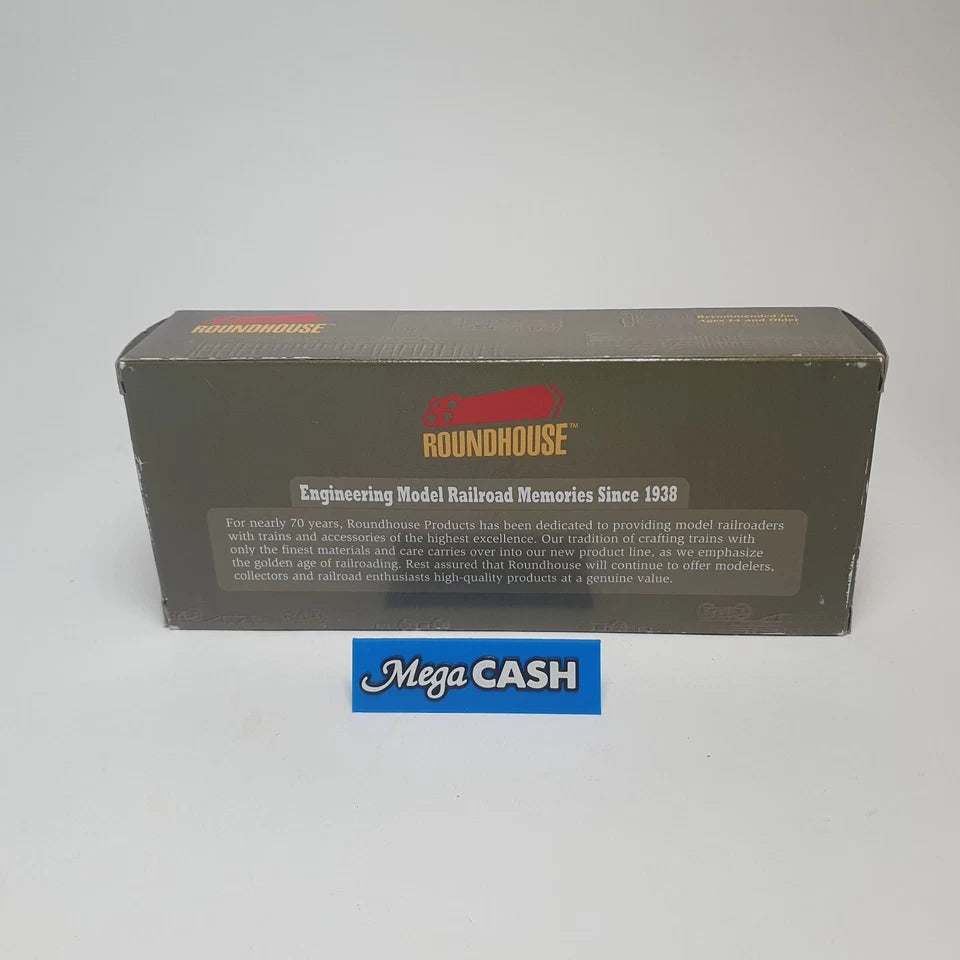 ROUNDHOUSE™
Recommended for
Ages 14 and Older
ROUNDHOUSE™
Engineering Model Railroad Memories Since 1938
For nearly 70 years, Roundhouse Products has been dedicated to providing model railroaders
with trains and accessories of the highest excellence. Our tradition of crafting trains with
only the finest materials and care carries over into our new product line, as we emphasize
the golden age of railroading. Rest assured that Roundhouse will continue to offer modelers,
collectors and railroad enthusiasts high-quality products at a genuine value.
Mega CASH